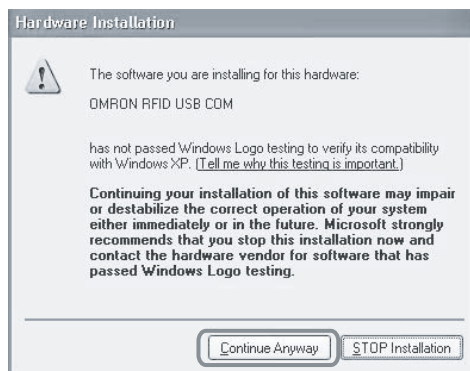 Hardware Installation
The software you are installing for this hardware:
OMRON RFID USB COM
has not passed Windows Logo testing to verify its compatibility
with Windows XP. (Tell me why this testing is important.)
Continuing your installation of this software may impair
or destabilize the correct operation of your system
either immediately or in the future. Microsoft strongly
recommends that you stop this installation now and
contact the hardware vendor for software that has
passed Windows Logo testing.
Continue Anyway STOP Installation